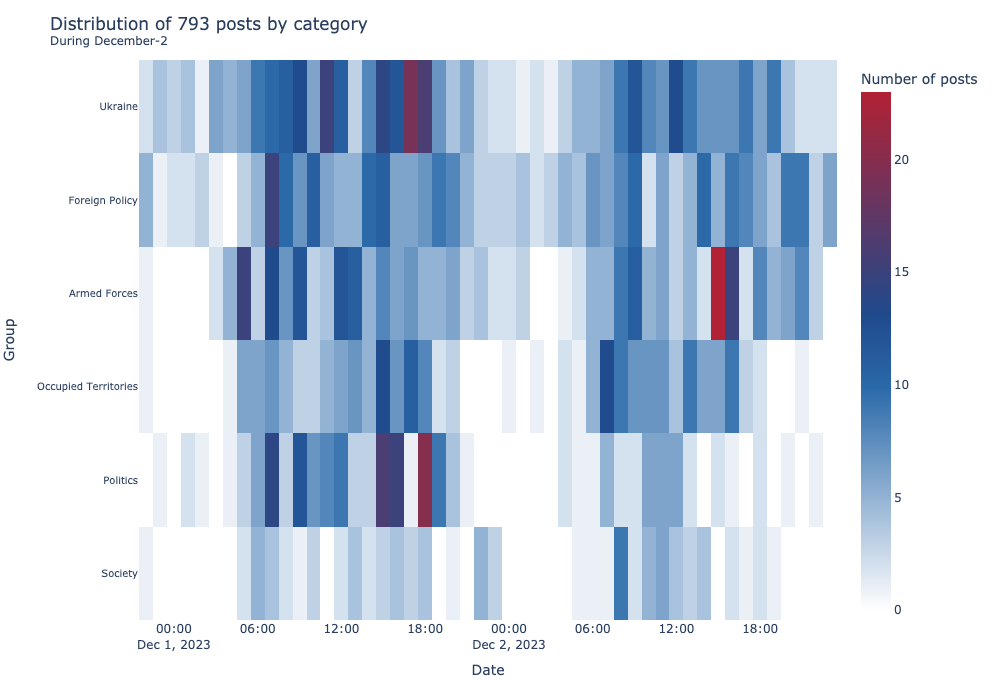 Distribution of 793 posts by category
During December-2
Number of posts
Ukraine
Foreign Policy
Armed Forces
Occupied Territories
Politics
Society
Group
20
15
10
5
0
00:00
Dec 1, 2023
06:00
12:00
18:00
00:00
Dec 2, 2023
06:00
12:00
18:00
Date